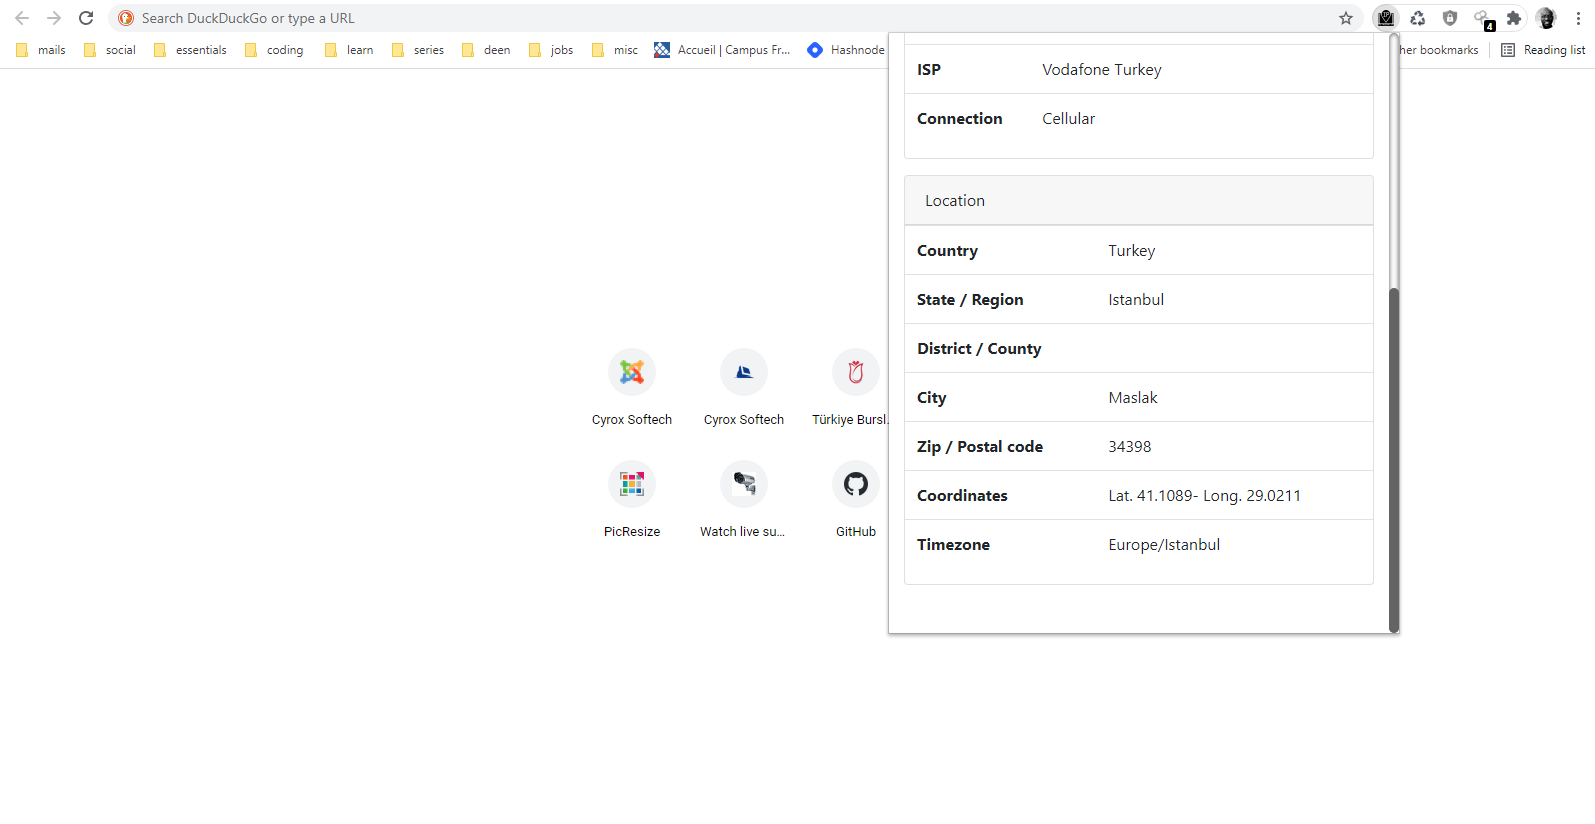 Search DuckDuckGo or type a URL
4
mails social essentials coding learn series deen jobs misc Accueil | Campus Fr... Hashnode her bookmarks Reading list
ISP Vodafone Turkey
Connection Cellular
Location
Country Turkey
State / Region Istanbul
District / County
City Maslak
Zip / Postal code 34398
Coordinates Lat. 41.1089- Long. 29.0211
Timezone Europe/Istanbul
Cyrox Softech Cyrox Softech Türkiye Bursl.
PicResize Watch live su... GitHub